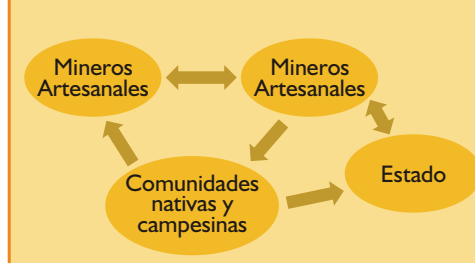 Mineros
Artesanales
Mineros
Artesanales
Comunidades
nativas y
campesinas
Estado